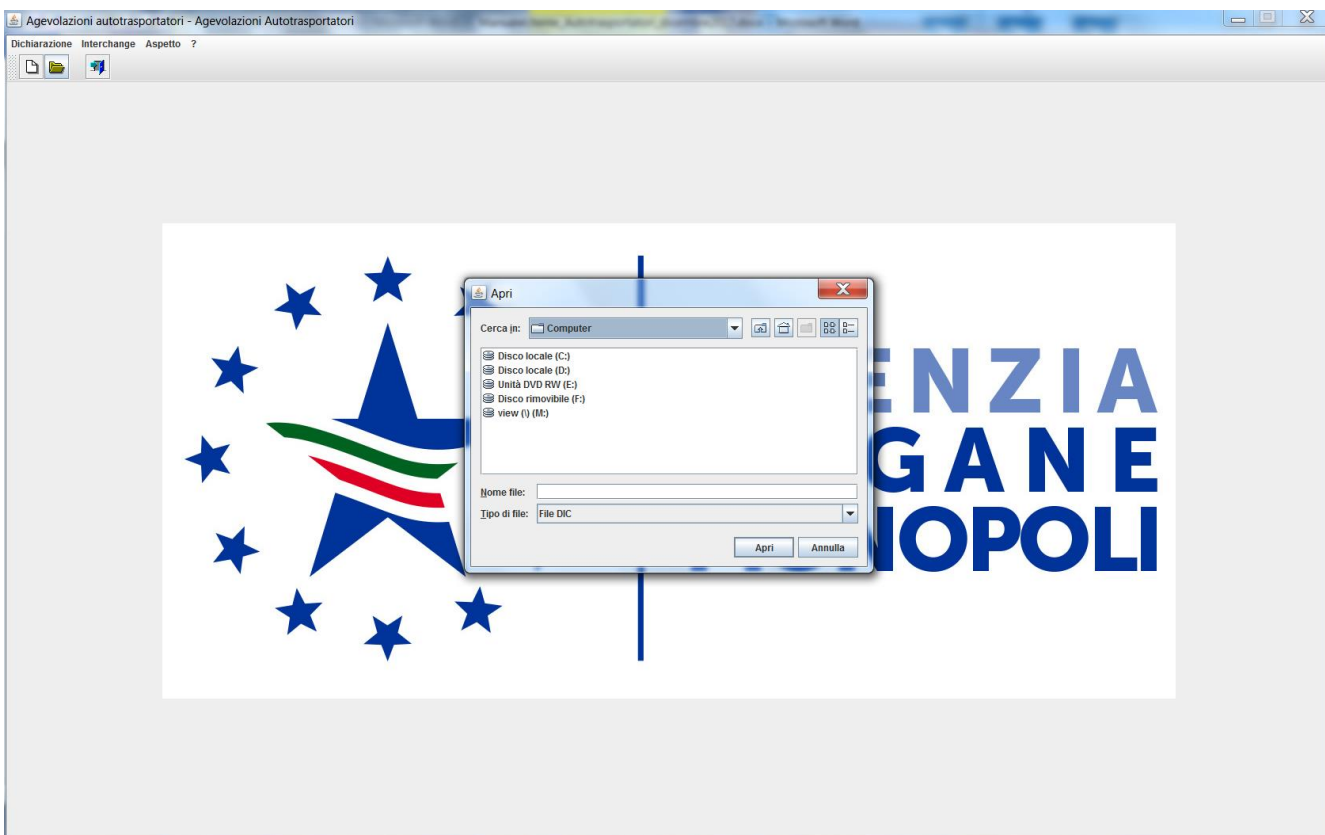 Agevolazioni autotrasportatori - Agevolazioni Autotrasportatori
Dichiarazione Interchange Aspetto ?
Apri
Cerca in: Computer
Disco locale (C:)
Disco locale (D:)
Unità DVD RW (E:)
Disco rimovibile (F:)
view (\) (M:)
Nome file:
Tipo di file: File DIC
Apri Annulla
ENZIA
GANE
NOPOLI